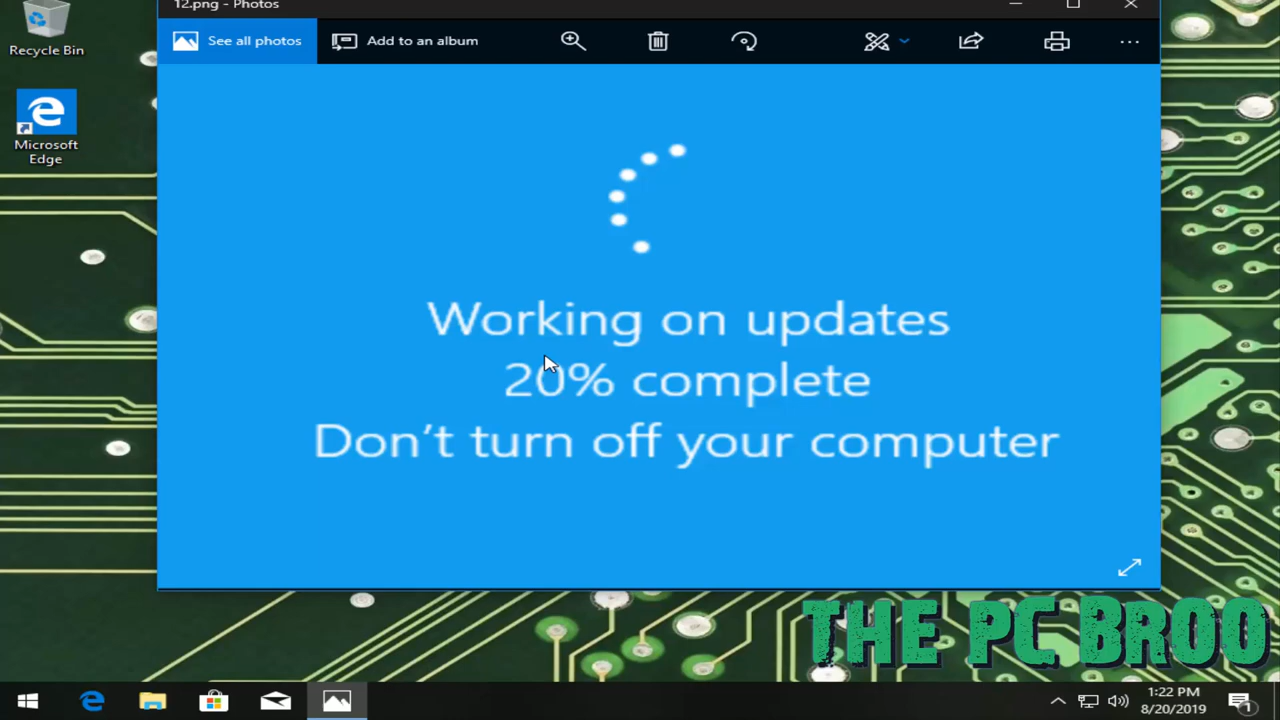 12.png - Photos
Recycle Bin
See all photos
Add to an album
Microsoft
Edge
Working on updates
20% complete
Don't turn off your computer
THE PC BROO
1:22 PM
8/20/2019
1